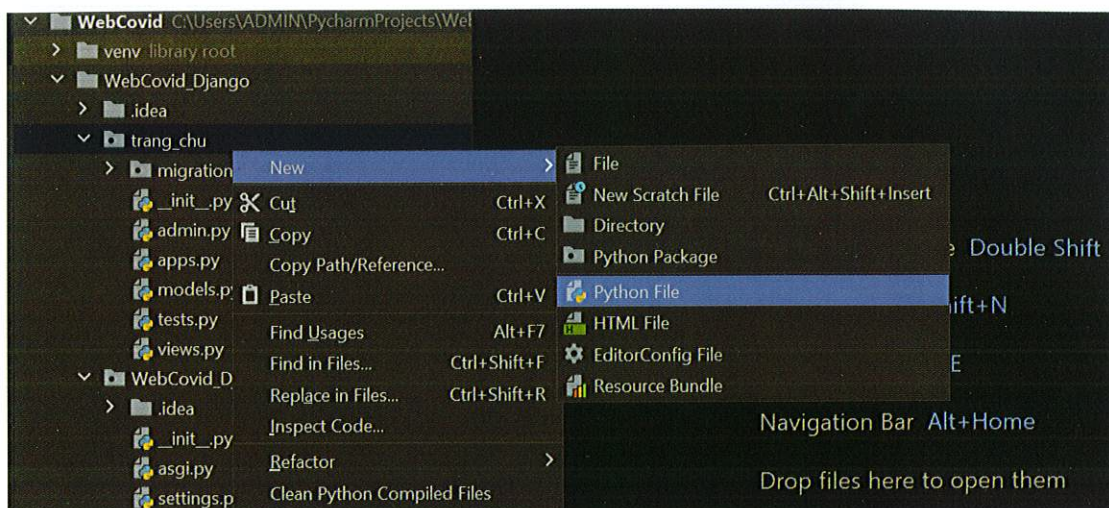 WebCovid C:\Users\ADMIN\PycharmProjects\We
venv library root
WebCovid_Django
.idea
trang_chu
migration
__init__.py
admin.py
apps.py
models.p
tests.py
views.py
WebCovid_D
.idea
__init__.py
asgi.py
settings.p
New
Cut Ctrl+X
Copy Ctrl+C
Copy Path/Reference...
Paste Ctrl+V
Find Usages Alt+F7
Find in Files... Ctrl+Shift+F
Replace in Files... Ctrl+Shift+R
Inspect Code...
Refactor
Clean Python Compiled Files
File
New Scratch File Ctrl+Alt+Shift+Insert
Directory
Python Package
Python File
HTML File
EditorConfig File
Resource Bundle
e Double Shift
ift+N
E
Navigation Bar Alt+Home
Drop files here to open them